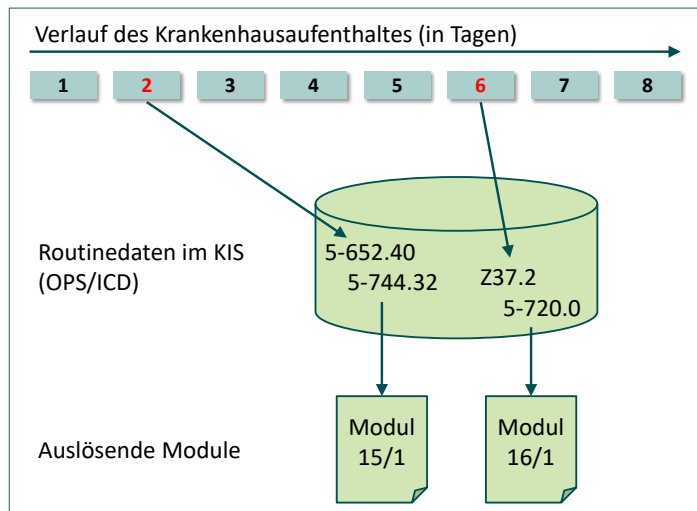 Verlauf des Krankenhausaufenthaltes (in Tagen)
1 2 3 4 5 6 7 8
Routinedaten im KIS
(OPS/ICD)
5-652.40
5-744.32
Z37.2
5-720.0
Auslösende Module
Modul
15/1
Modul
16/1